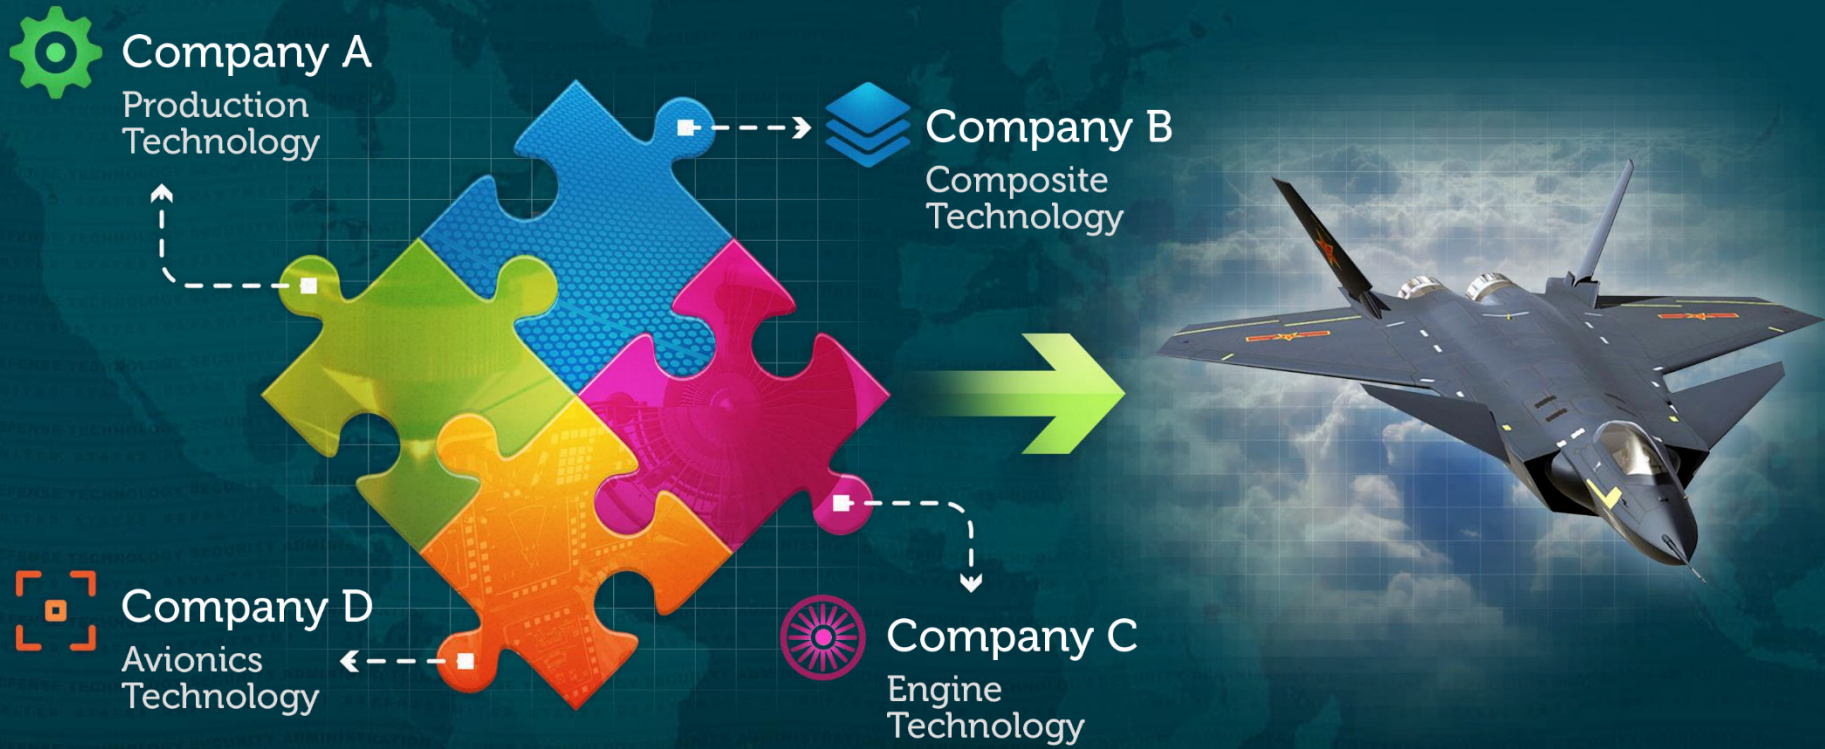 Company A
Production
Technology
Company B
Composite
Technology
Company D
Avionics
Technology
Company C
Engine
Technology